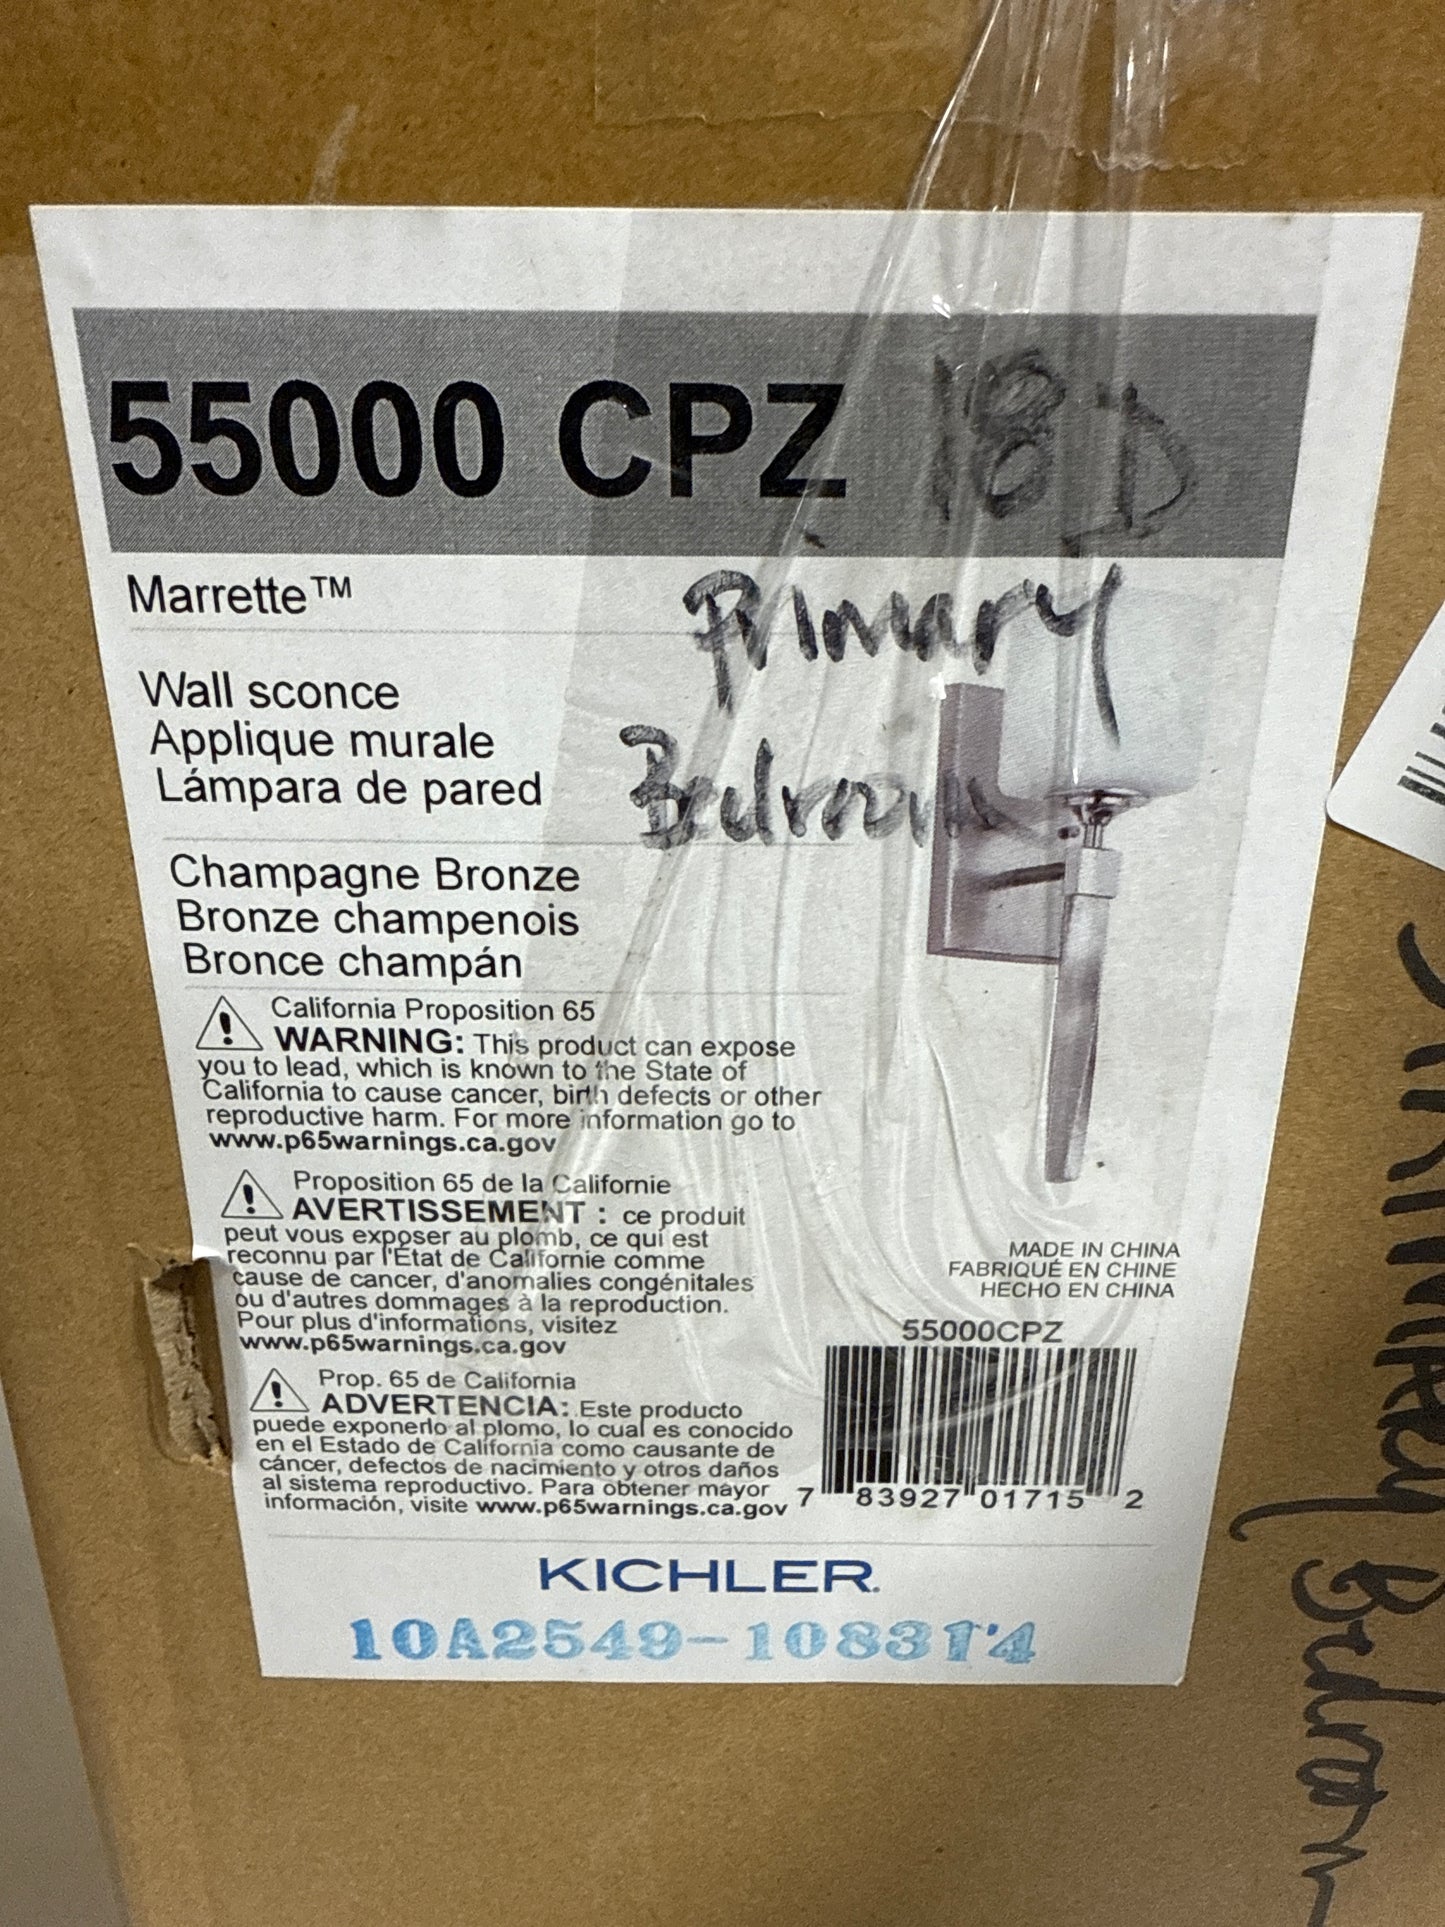 55000 CPZ 18D
Marrette™
Primary
Bedroom
Wall sconce
Applique murale
Lámpara de pared
Champagne Bronze
Bronze champenois
Bronce champán
California Proposition 65
WARNING: This product can expose
you to lead, which is known to the State of
California to cause cancer, birth defects or other
reproductive harm. For more information go to
www.p65warnings.ca.gov
Proposition 65 de la Californie
AVERTISSEMENT : ce produit
peut vous exposer au plomb, ce qui est
reconnu par l'État de Californie comme
cause de cancer, d'anomalies congénitales
ou d'autres dommages à la reproduction.
Pour plus d'informations, visitez
www.p65warnings.ca.gov
Prop. 65 de California
ADVERTENCIA: Este producto
puede exponerlo al plomo, lo cual es conocido
en el Estado de California como causante de
cáncer, defectos de nacimiento y otros daños
al sistema reproductivo. Para obtener mayor
información, visite www.p65warnings.ca.gov
MADE IN CHINA
FABRIQUÉ EN CHINE
HECHO EN CHINA
55000CPZ
7 83927 01715 2
KICHLER®
10A2549-1083174
Bedroom